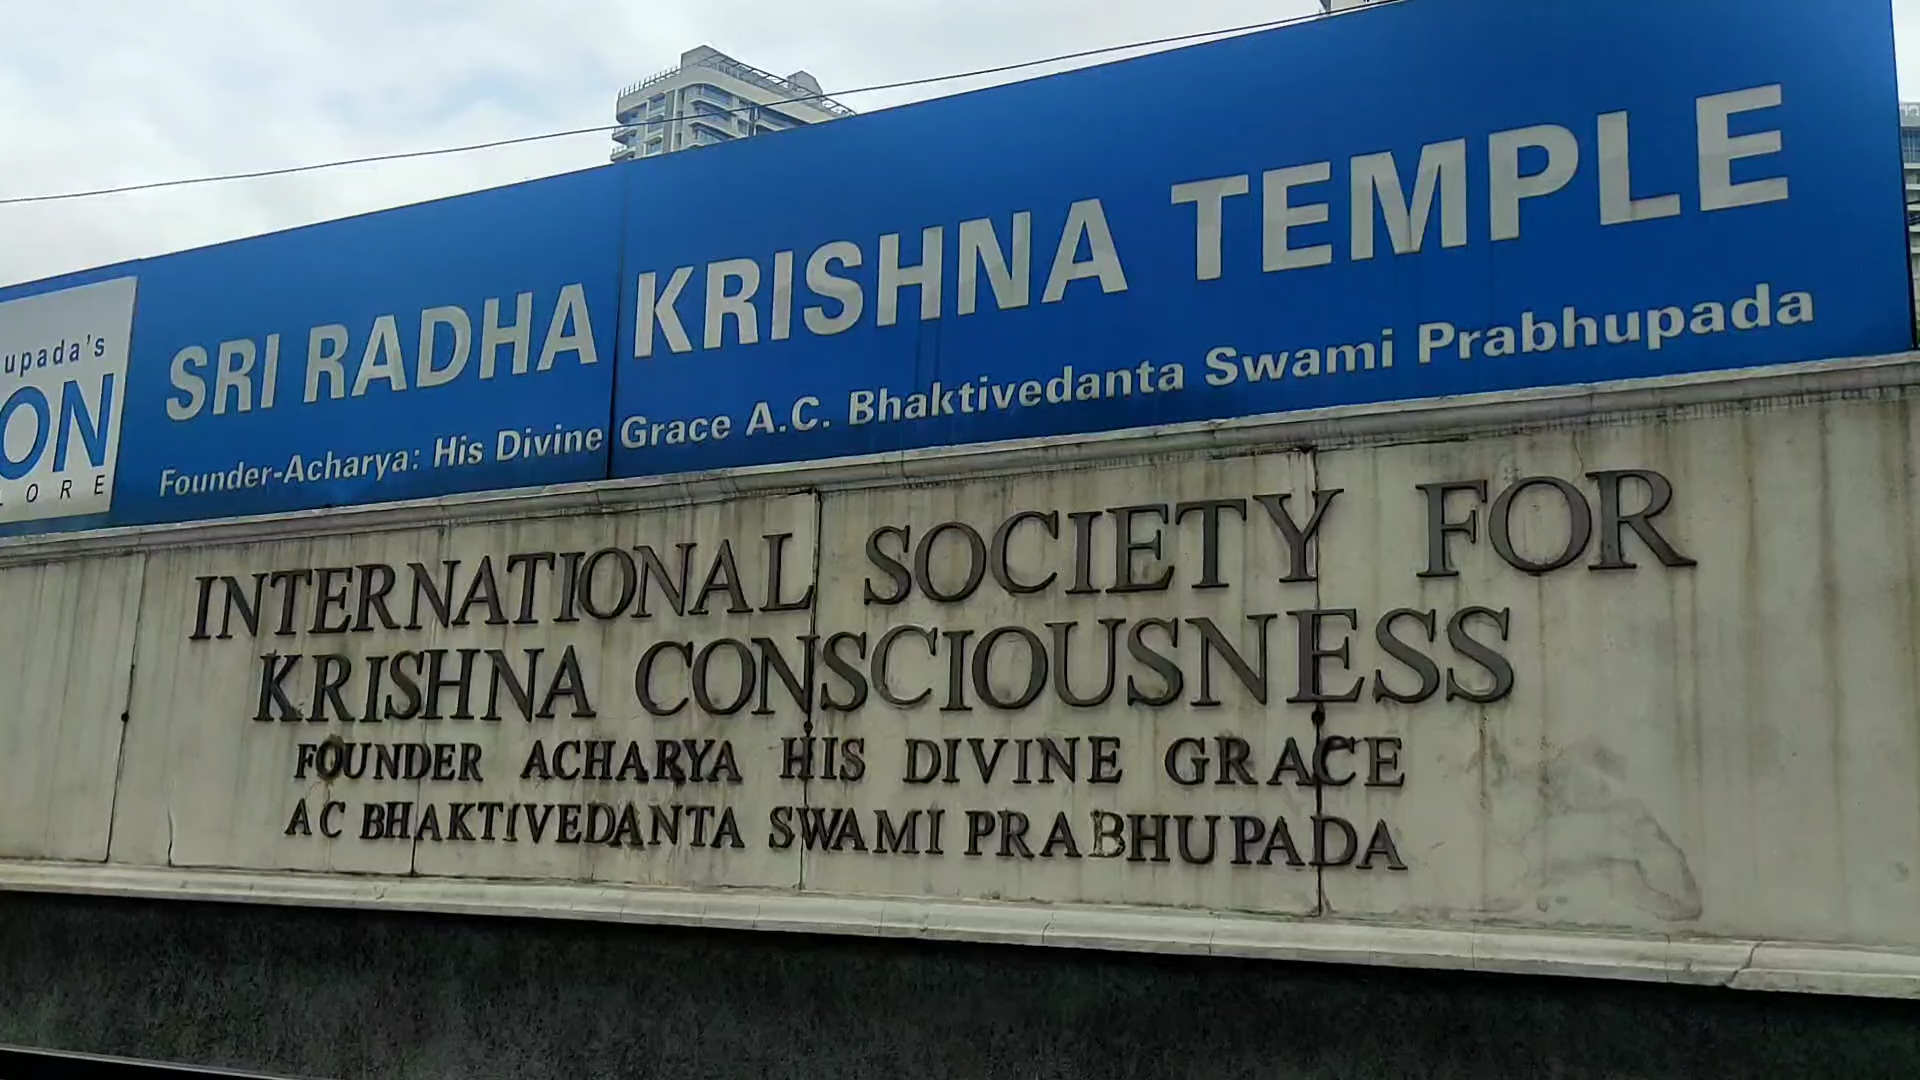 upada's
ON
LORE
SRI RADHA KRISHNA TEMPLE
Founder-Acharya: His Divine Grace A.C. Bhaktivedanta Swami Prabhupada
INTERNATIONAL SOCIETY FOR
KRISHNA CONSCIOUSNESS
FOUNDER ACHARYA HIS DIVINE GRACE
A C BHAKTIVEDANTA SWAMI PRABHUPADA